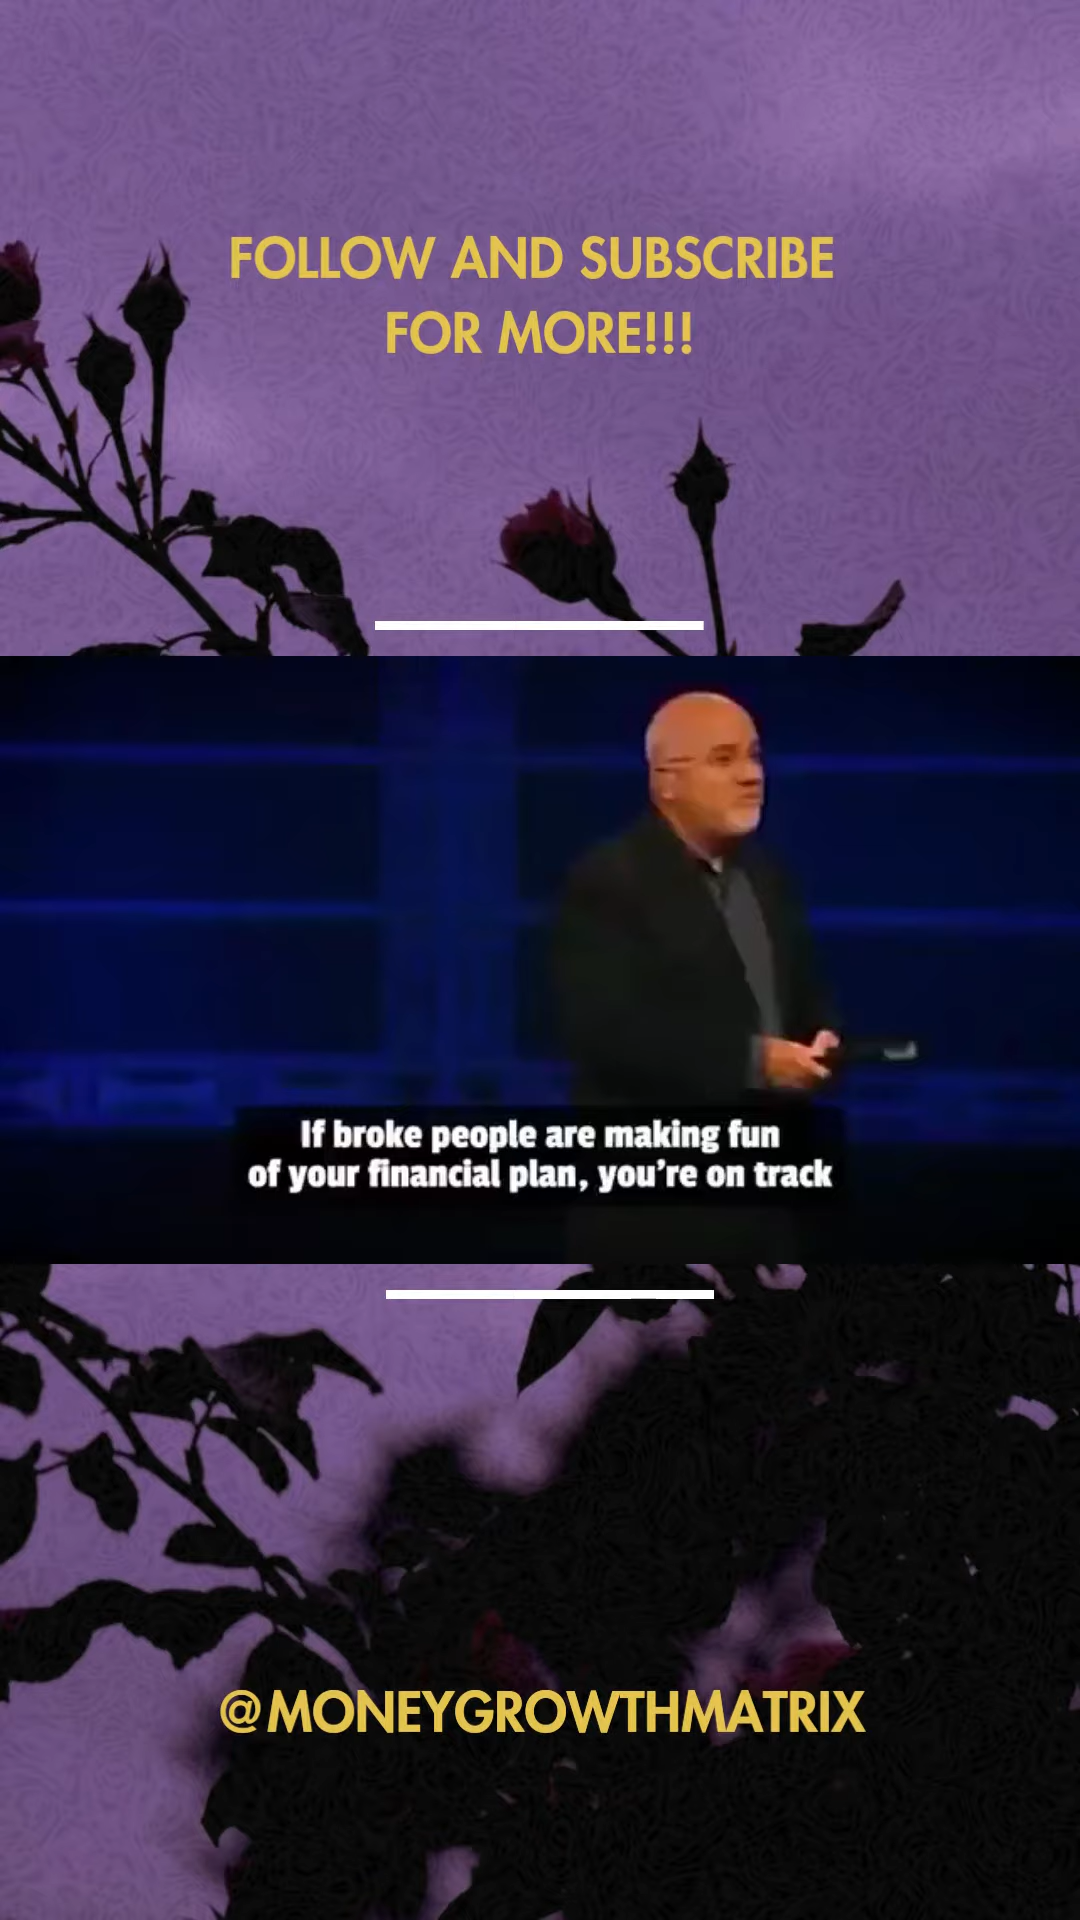 FOLLOW AND SUBSCRIBE
FOR MORE!!!
If broke people are making fun
of your financial plan, you're on track
@MONEYGROWTHMATRIX